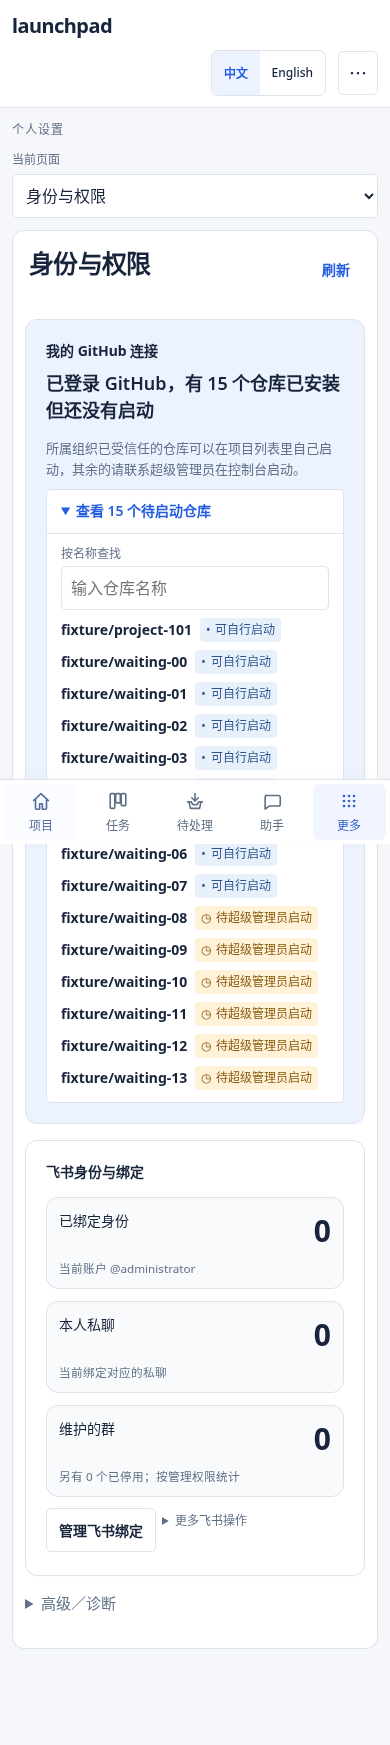 launchpad
中文 English ···
个人设置
当前页面
身份与权限
身份与权限
刷新
我的 GitHub 连接
已登录 GitHub，有 15 个仓库已安装
但还没有启动
所属组织已受信任的仓库可以在项目列表里自己启
动，其余的请联系超级管理员在控制台启动。
▼ 查看 15 个待启动仓库
按名称查找
输入仓库名称
fixture/project-101 • 可自行启动
fixture/waiting-00 • 可自行启动
fixture/waiting-01 • 可自行启动
fixture/waiting-02 • 可自行启动
fixture/waiting-03 • 可自行启动
项目 任务 待处理 助手 更多
fixture/waiting-06 • 可自行启动
fixture/waiting-07 • 可自行启动
fixture/waiting-08 ◷ 待超级管理员启动
fixture/waiting-09 ◷ 待超级管理员启动
fixture/waiting-10 ◷ 待超级管理员启动
fixture/waiting-11 ◷ 待超级管理员启动
fixture/waiting-12 ◷ 待超级管理员启动
fixture/waiting-13 ◷ 待超级管理员启动
飞书身份与绑定
已绑定身份 0
当前账户 @administrator
本人私聊 0
当前绑定对应的私聊
维护的群 0
另有 0 个已停用；按管理权限统计
管理飞书绑定 ▶ 更多飞书操作
▶ 高级／诊断